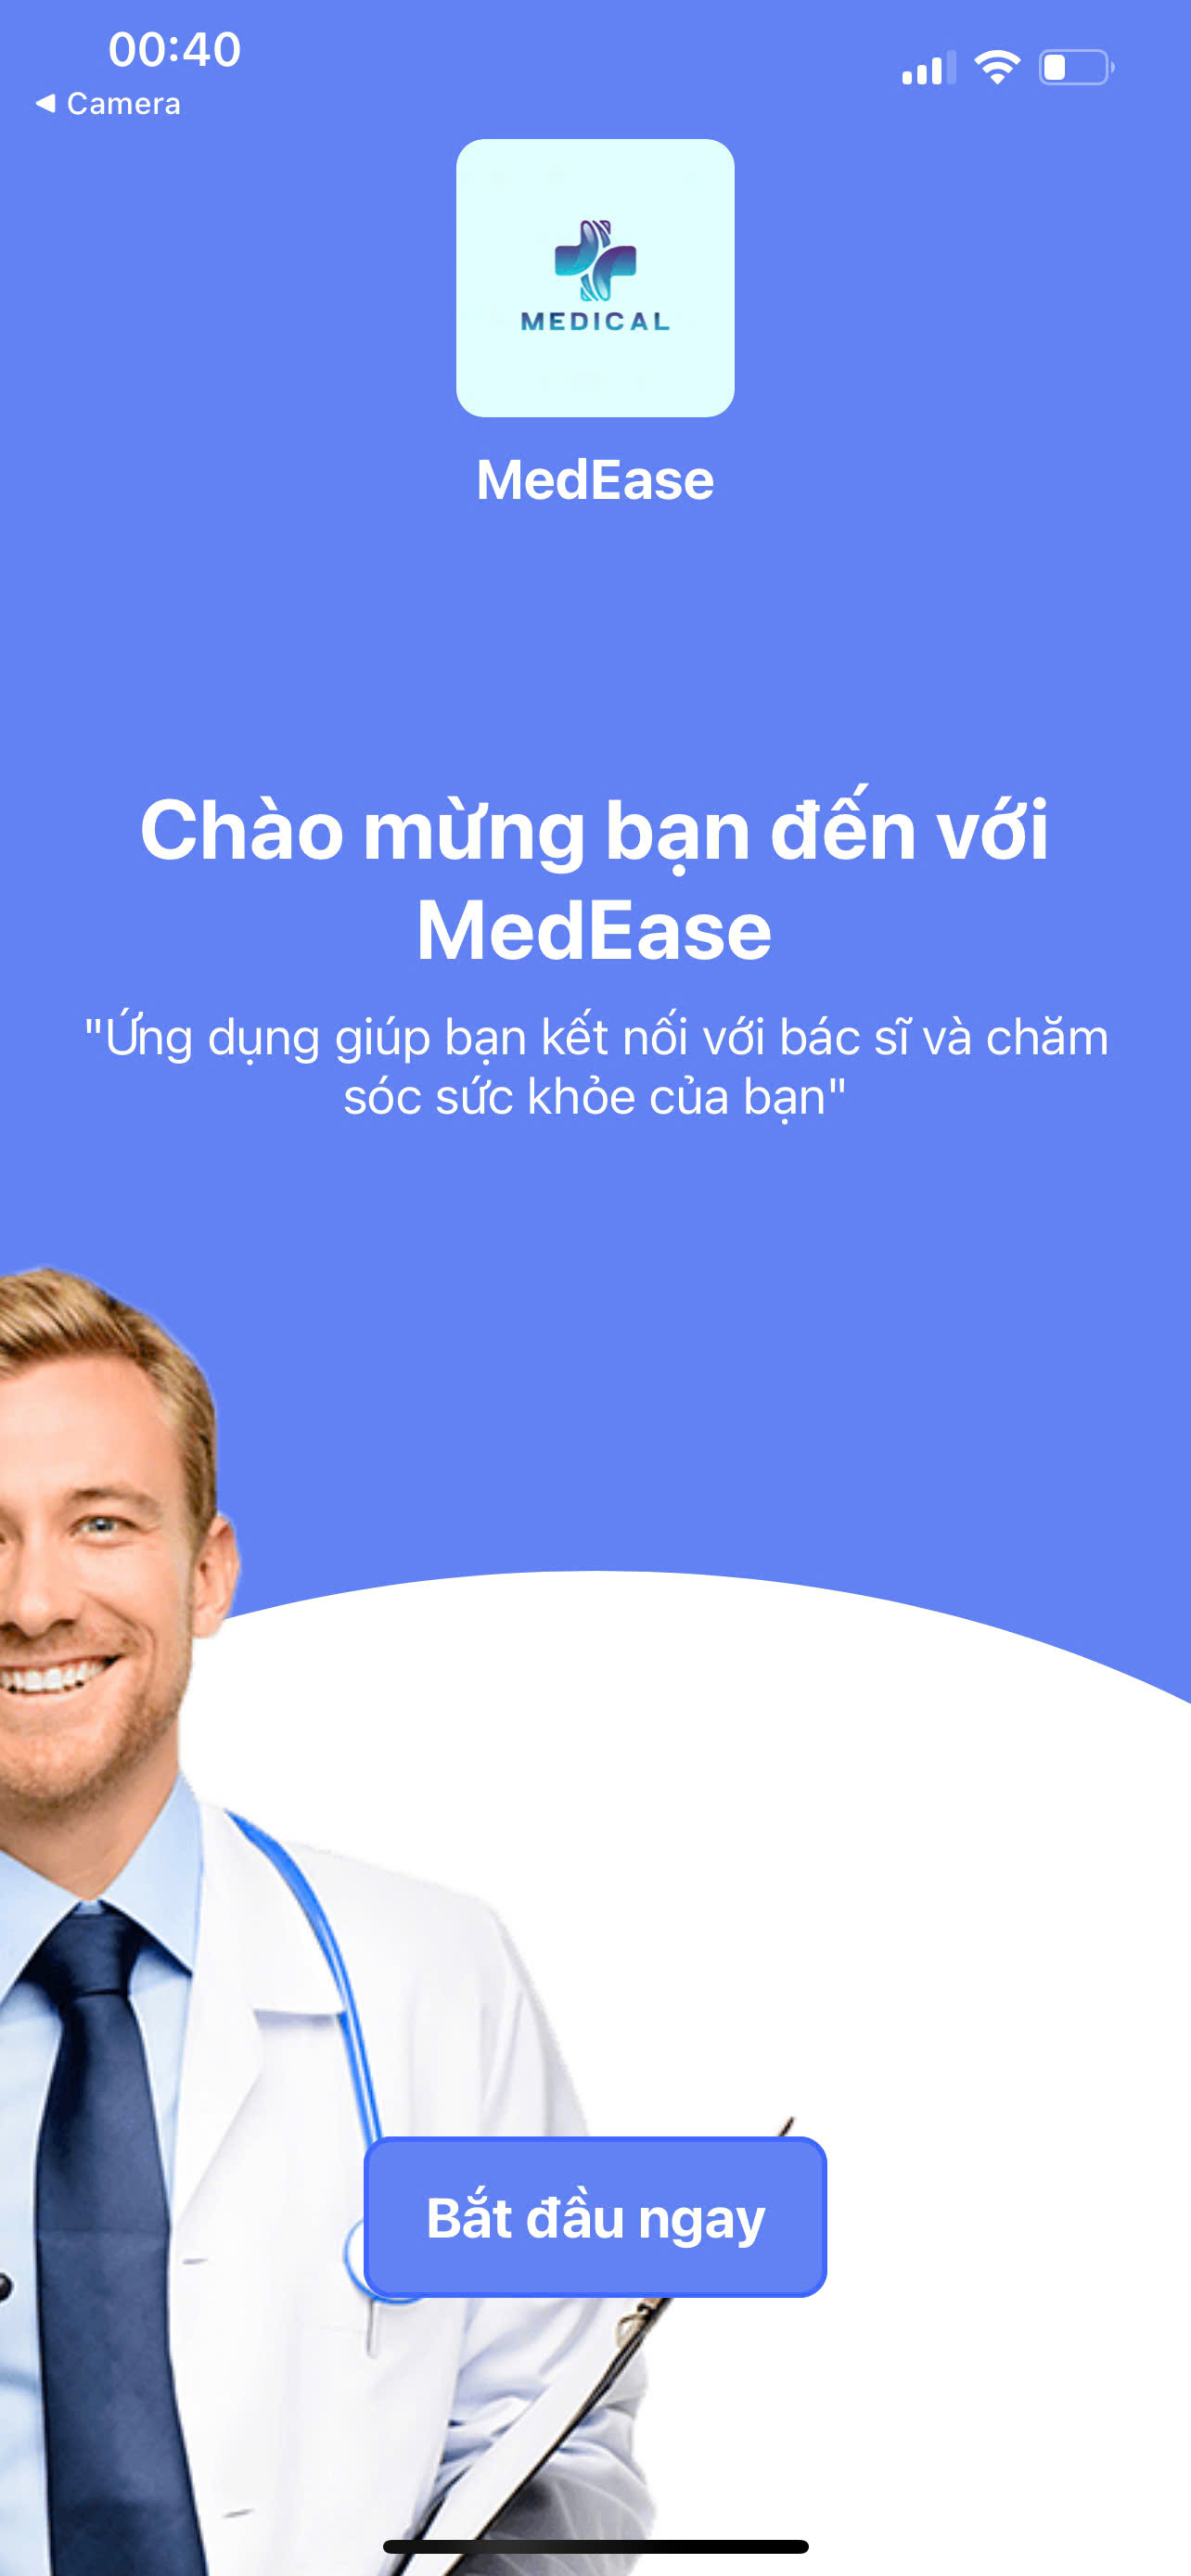 00:40
◀ Camera
MEDICAL
MedEase
Chào mừng bạn đến với
MedEase
"Ứng dụng giúp bạn kết nối với bác sĩ và chăm
sóc sức khỏe của bạn"
Bắt đầu ngay